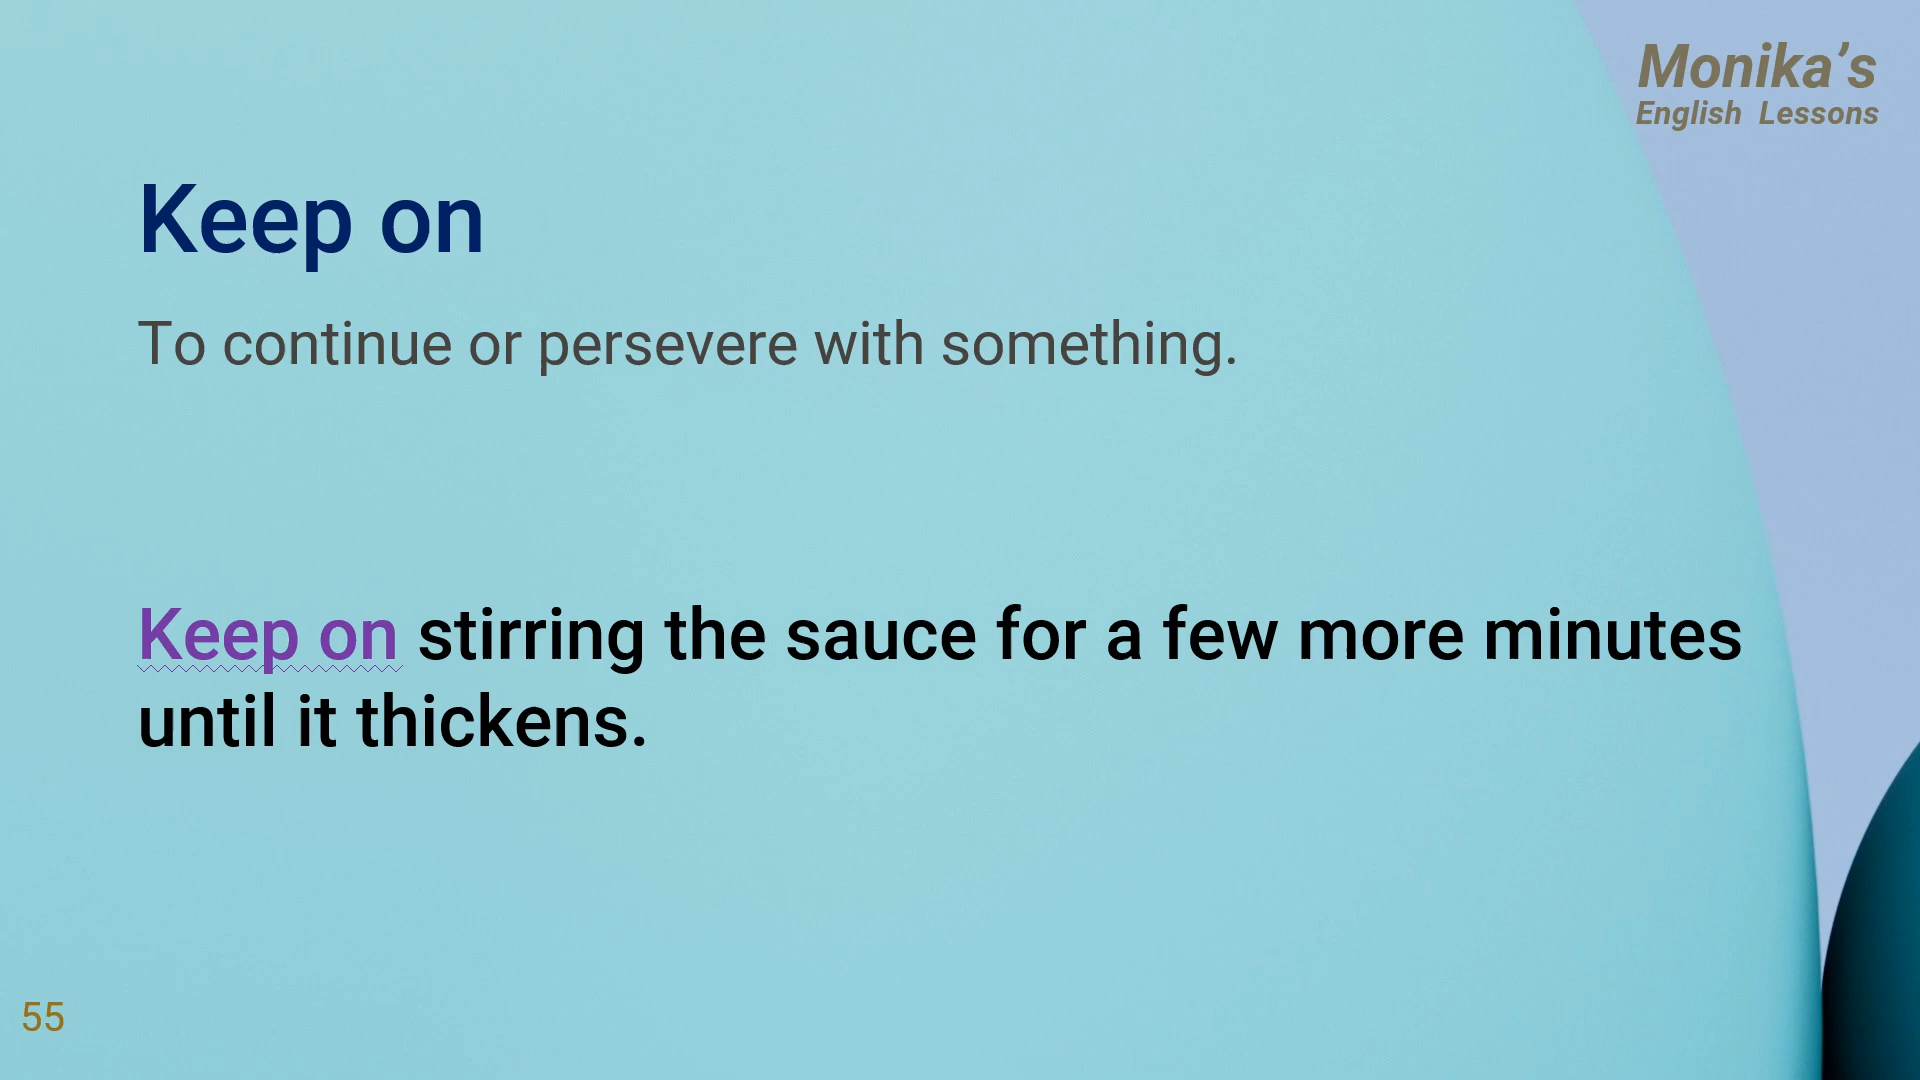 Monika’s
English Lessons
Keep on
To continue or persevere with something.
Keep on stirring the sauce for a few more minutes
until it thickens.
55